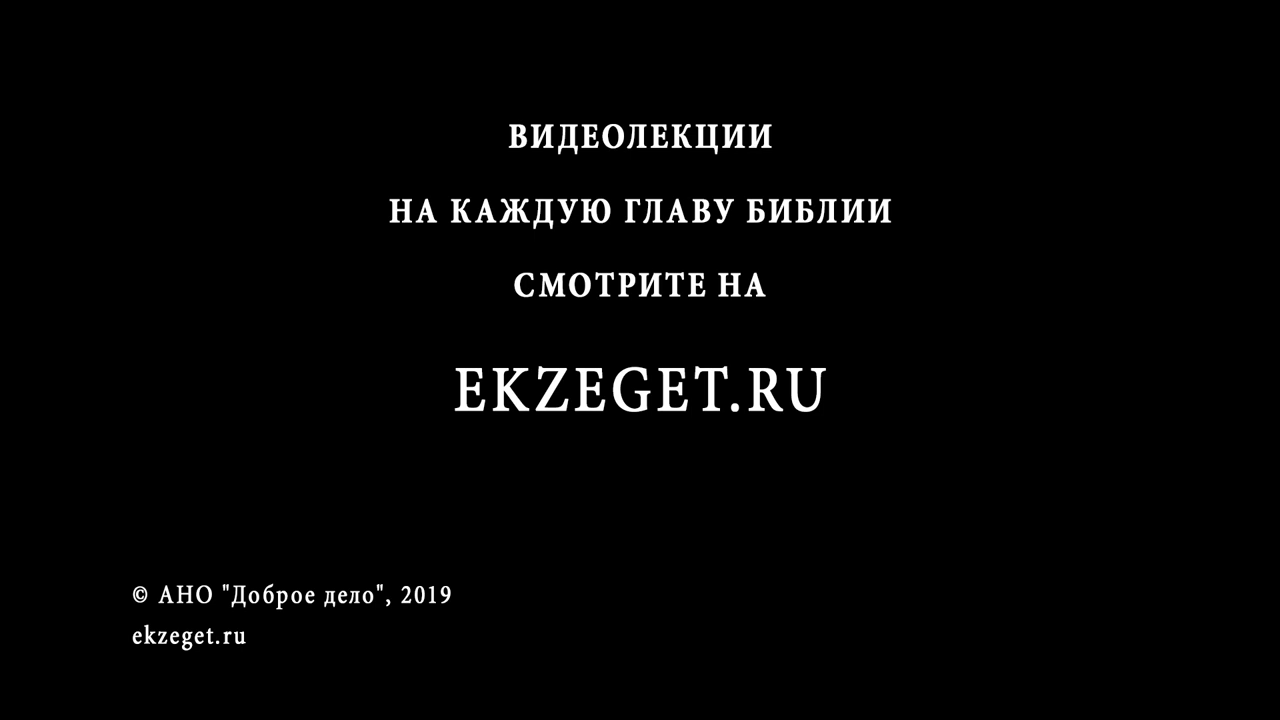 ВИДЕОЛЕКЦИИ
НА КАЖДУЮ ГЛАВУ БИБЛИИ
СМОТРИТЕ НА
EKZEGET.RU
© АНО "Доброе дело", 2019
ekzeget.ru